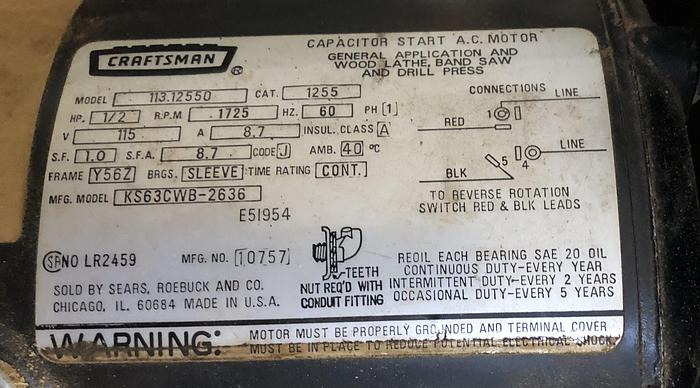 CRAFTSMAN ®
CAPACITOR START A.C. MOTOR
GENERAL APPLICATION AND
WOOD LATHE, BAND SAW
AND DRILL PRESS
MODEL 113.12550 CAT. 1255
HP. 1/2 R.P.M 1725 HZ. 60 PH 1
V 115 A 8.7 INSUL. CLASS A
S.F. 1.0 S.F.A. 8.7 CODE J AMB. 40 °C
FRAME Y56Z BRGS. SLEEVE TIME RATING CONT.
MFG. MODEL KS63CWB-2636
E51954
CONNECTIONS
LINE
RED 1
LINE
5
4
BLK
TO REVERSE ROTATION
SWITCH RED & BLK LEADS
SA NO LR2459 MFG. NO. 10757
SOLD BY SEARS, ROEBUCK AND CO.
CHICAGO, IL. 60684 MADE IN U.S.A.
TEETH
NUT REQ'D WITH
CONDUIT FITTING
REOIL EACH BEARING SAE 20 OIL
CONTINUOUS DUTY-EVERY YEAR
INTERMITTENT DUTY-EVERY 2 YEARS
OCCASIONAL DUTY-EVERY 5 YEARS
WARNING:
MOTOR MUST BE PROPERLY GROUNDED AND TERMINAL COVER
MUST BE IN PLACE TO REDUCE POTENTIAL ELECTRICAL SHOCK.